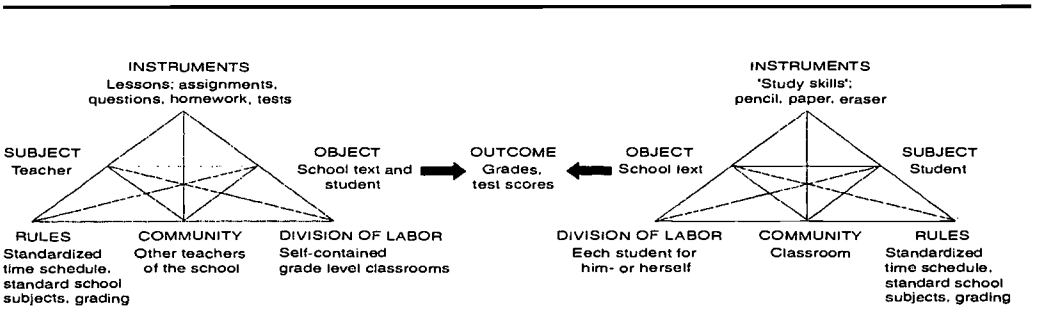 INSTRUMENTS
Lessons; assignments,
questions, homework, tests
SUBJECT
Teacher
OBJECT
School text and
student
RULES
Standardized
time schedule,
standard school
subjects, grading
COMMUNITY
Other teachers
of the school
DIVISION OF LABOR
Self-contained
grade level classrooms
OUTCOME
Grades,
test scores
INSTRUMENTS
'Study skills';
pencil, paper, eraser
OBJECT
School text
SUBJECT
Student
DIVISION OF LABOR
Each student for
him- or herself
COMMUNITY
Classroom
RULES
Standardized
time schedule,
standard school
subjects, grading